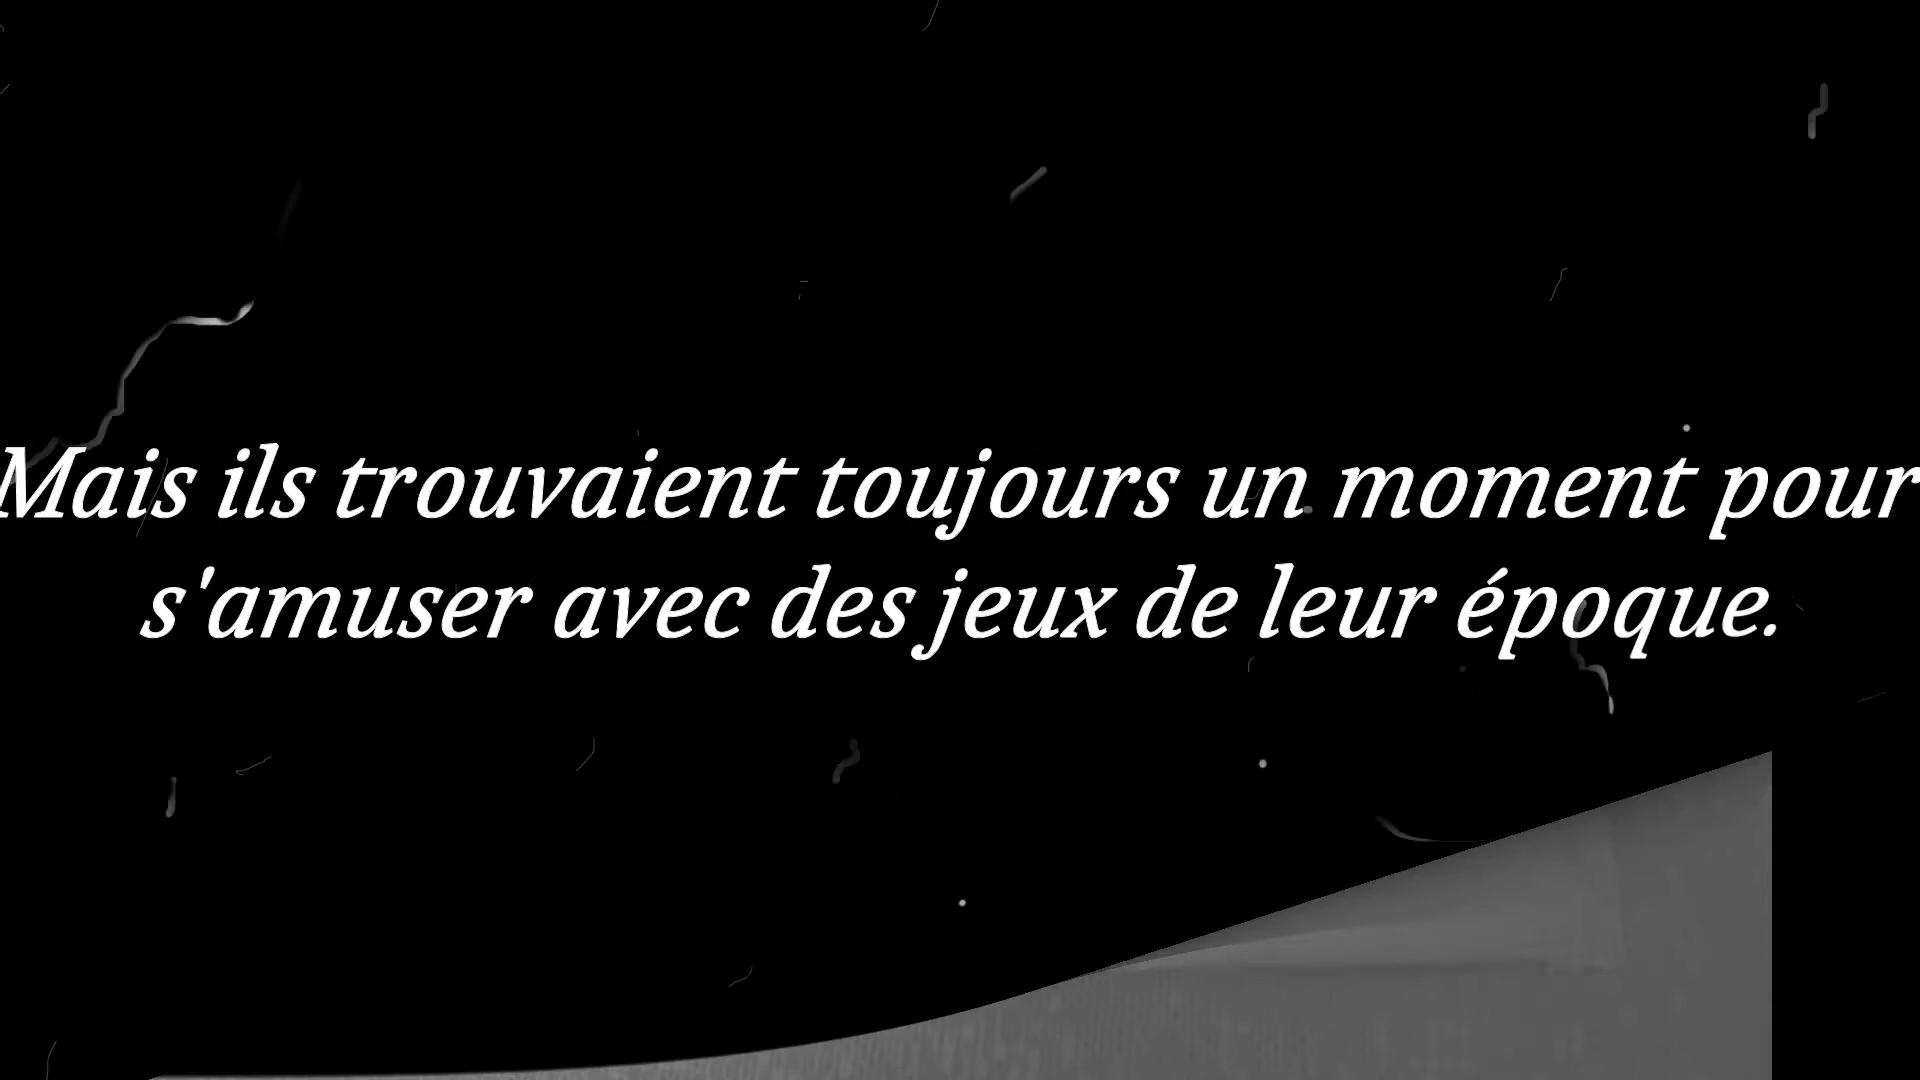 Mais ils trouvaient toujours un moment pour
s'amuser avec des jeux de leur époque.